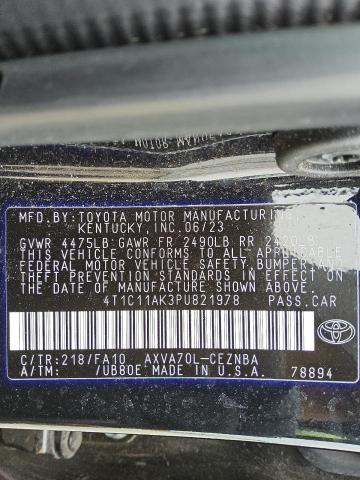 MFD.BY:TOYOTA MOTOR MANUFACTURING,
KENTUCKY, INC.06/23
GVWR 4475LB GAWR FR 2490LB RR
THIS VEHICLE CONFORMS TO ALL APPLICABLE
FEDERAL MOTOR VEHICLE SAFETY, BUMPER, AND
THEFT PREVENTION STANDARDS IN EFFECT ON
THE DATE OF MANUFACTURE SHOWN ABOVE.
4T1C11AK3PU821978 PASS.CAR
C/TR:218/FA10 AXVA70L-CEZNBA
A/TM: /UB80E MADE IN U.S.A. 78894
TOYOTA